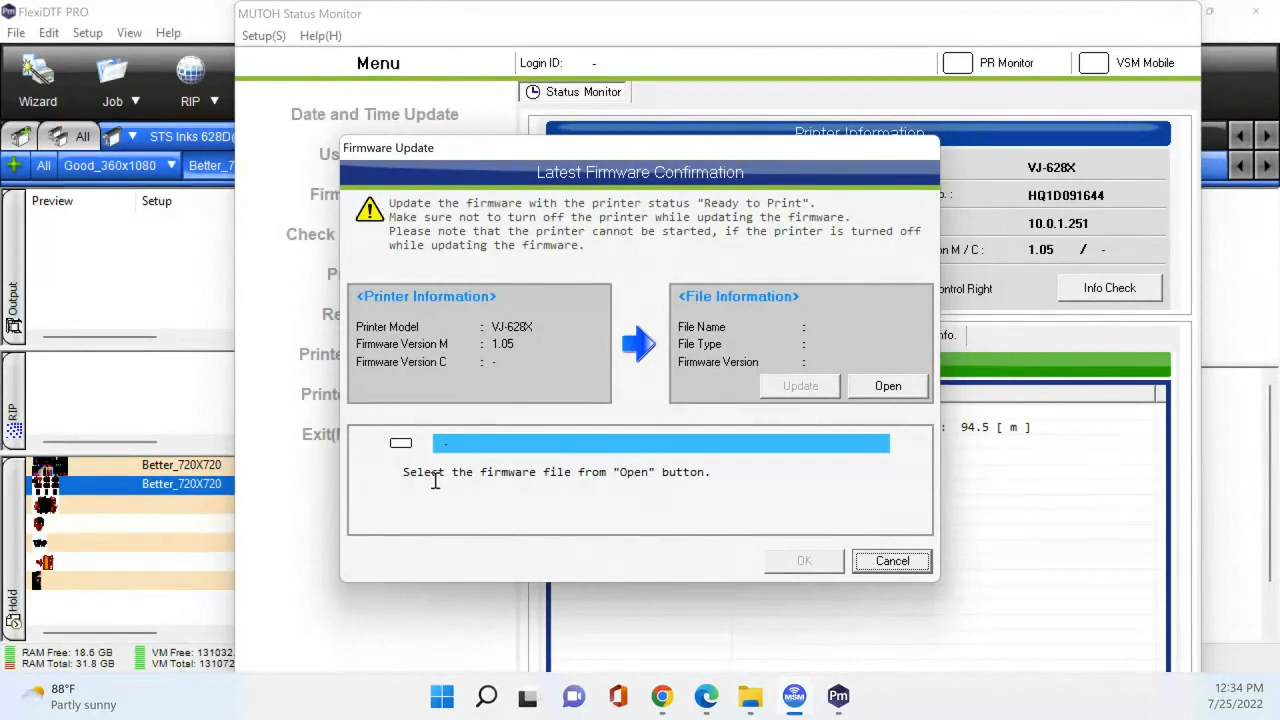 FlexiDTF PRO
File Edit Setup View Help
Wizard Job RIP
All STS Inks 628D
All Good_360x1080 Better_7
Preview Setup
Output
RIP
Hold
Better_720X720
Better_720X720
RAM Free: 18.6 GB VM Free: 131032
RAM Total: 31.8 GB VM Total: 131072
MUTOH Status Monitor
Setup(S) Help(H)
Menu Login ID: - PR Monitor VSM Mobile
Date and Time Update
Us
Firm
Check
P
Re
Printe
Printe
Exit(
Status Monitor
Printer Information
VJ-628X
o. : HQ1D091644
10.0.1.251
on M / C : 1.05 / -
ontrol Right Info Check
nfo.
: 94.5 [ m ]
Firmware Update
Latest Firmware Confirmation
Update the firmware with the printer status "Ready to Print".
Make sure not to turn off the printer while updating the firmware.
Please note that the printer cannot be started, if the printer is turned off
while updating the firmware.
<Printer Information>
Printer Model : VJ-628X
Firmware Version M : 1.05
Firmware Version C : -
<File Information>
File Name :
File Type :
Firmware Version :
Update Open
-
Select the firmware file from "Open" button.
OK Cancel
88°F
Partly sunny
MSM
Pm
12:34 PM
7/25/2022